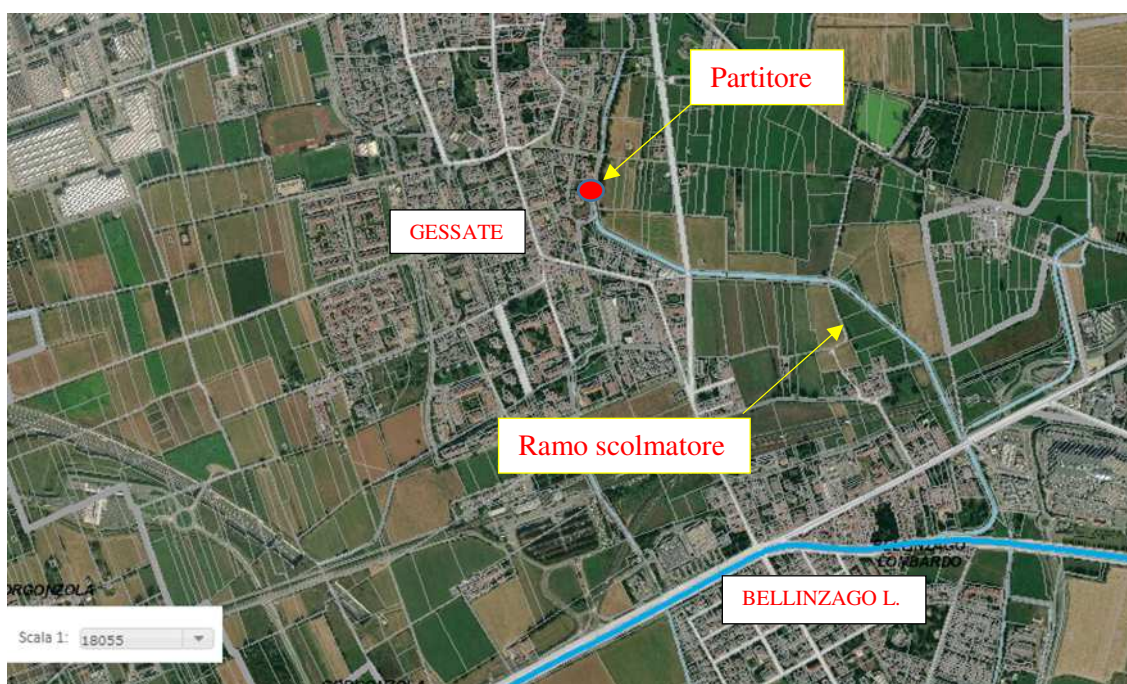 Partitore
GESSATE
Ramo scolmatore
BELLINZAGO
LOMBARDO
BELLINZAGO L.
ORGONZOLA
Scala 1: 18055